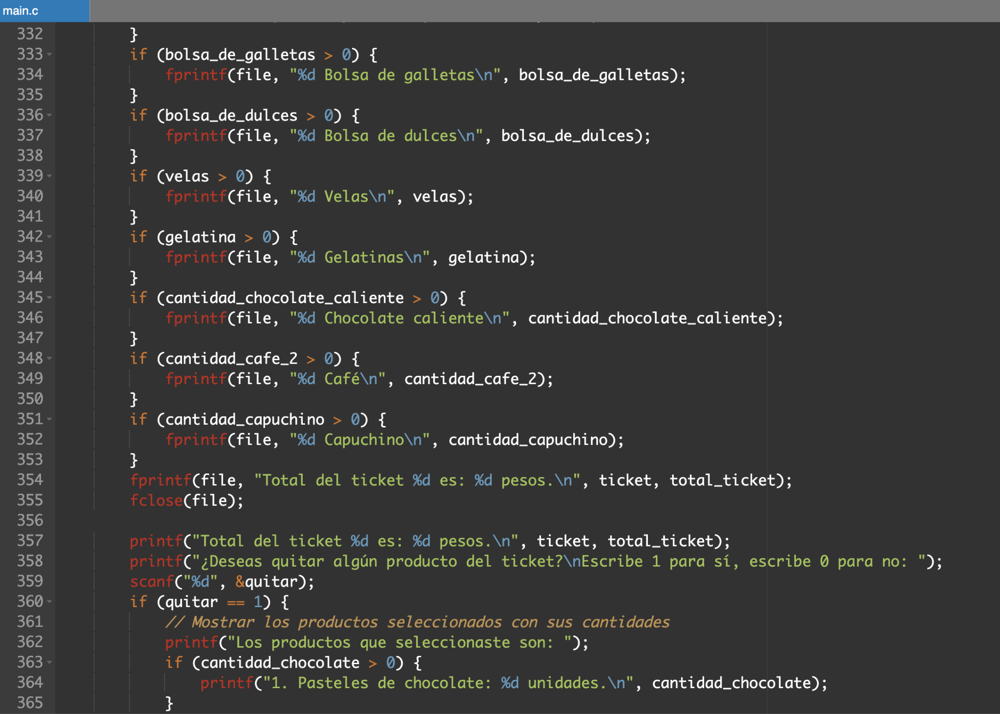 main.c
332 }
333 if (bolsa_de_galletas > 0) {
334 fprintf(file, "%d Bolsa de galletas\n", bolsa_de_galletas);
335 }
336 if (bolsa_de_dulces > 0) {
337 fprintf(file, "%d Bolsa de dulces\n", bolsa_de_dulces);
338 }
339 if (velas > 0) {
340 fprintf(file, "%d Velas\n", velas);
341 }
342 if (gelatina > 0) {
343 fprintf(file, "%d Gelatinas\n", gelatina);
344 }
345 if (cantidad_chocolate_caliente > 0) {
346 fprintf(file, "%d Chocolate caliente\n", cantidad_chocolate_caliente);
347 }
348 if (cantidad_cafe_2 > 0) {
349 fprintf(file, "%d Café\n", cantidad_cafe_2);
350 }
351 if (cantidad_capuchino > 0) {
352 fprintf(file, "%d Capuchino\n", cantidad_capuchino);
353 }
354 fprintf(file, "Total del ticket %d es: %d pesos.\n", ticket, total_ticket);
355 fclose(file);
356
357 printf("Total del ticket %d es: %d pesos.\n", ticket, total_ticket);
358 printf("¿Deseas quitar algún producto del ticket?\nEscribe 1 para sí, escribe 0 para no: ");
359 scanf("%d", &quitar);
360 if (quitar == 1) {
361 // Mostrar los productos seleccionados con sus cantidades
362 printf("Los productos que seleccionaste son: ");
363 if (cantidad_chocolate > 0) {
364 printf("1. Pasteles de chocolate: %d unidades.\n", cantidad_chocolate);
365 }